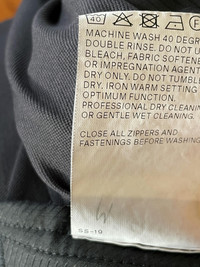 40
MACHINE WASH 40 DEGR
DOUBLE RINSE. DO NOT U
BLEACH, FABRIC SOFTENE
OR IMPREGNATION AGENT
DRY ONLY. DO NOT TUMBLE
DRY. IRON WARM SETTING
OPTIMUM FUNCTION.
PROFESSIONAL DRY CLEANIN
OR GENTLE WET CLEANING.
CLOSE ALL ZIPPERS AND
FASTENINGS BEFORE WASHING
SS-19